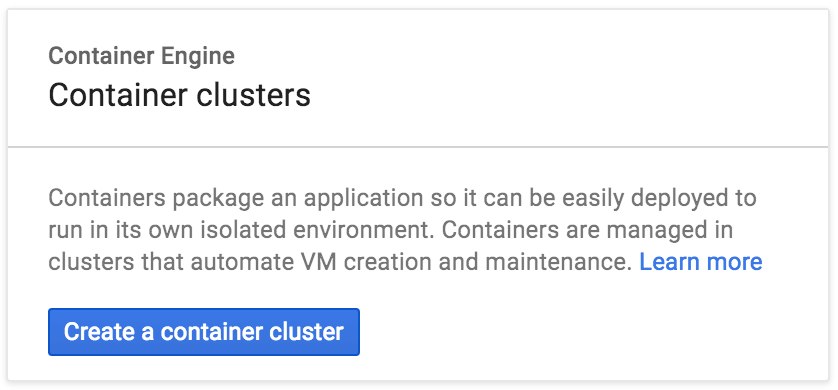 Container Engine
Container clusters
Containers package an application so it can be easily deployed to
run in its own isolated environment. Containers are managed in
clusters that automate VM creation and maintenance. Learn more
Create a container cluster